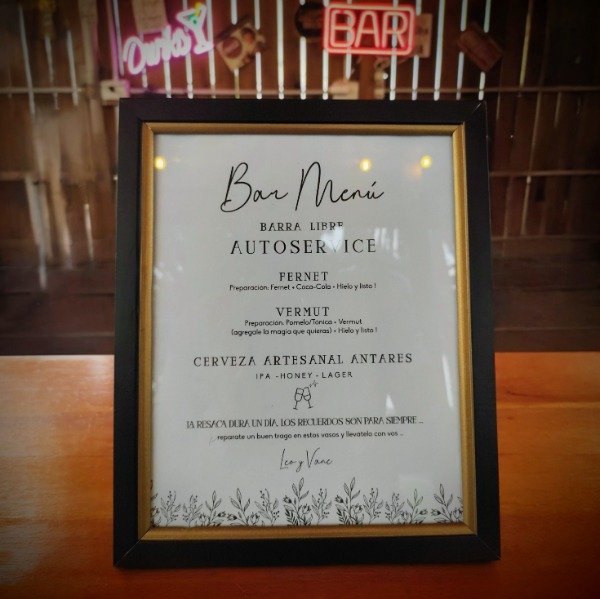 Drinks
BAR
Bar Menú
BARRA LIBRE
AUTOSERVICE
FERNET
Preparacion: Fernet + Coca-Cola + Hielo y listo !
VERMUT
Preparación: Pomelo/Tonica + Vermut
(agregale la magia que quieras) + Hielo y listo !
CERVEZA ARTESANAL ANTARES
IPA - HONEY - LAGER
LA RESACA DURA UN DÍA, LOS RECUERDOS SON PARA SIEMPRE ...
reparate un buen trago en estos vasos y llevatelo con vos ...
Leo y Vane